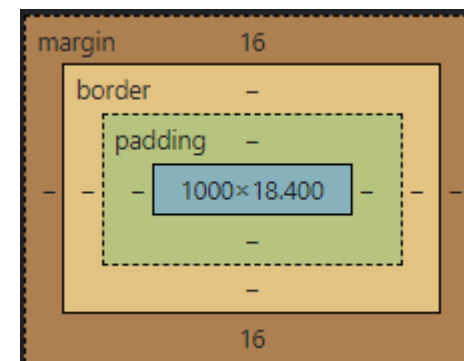 margin 16
border –
padding –
– – – 1000×18.400 – – –
–
–
16